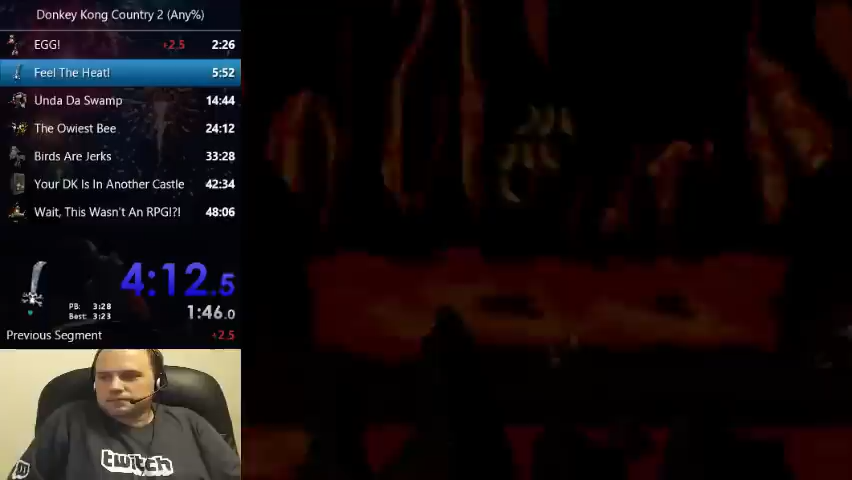 Donkey Kong Country 2 (Any%)
EGG! +2.5 2:26
Feel The Heat! 5:52
Unda Da Swamp 14:44
The Owiest Bee 24:12
Birds Are Jerks 33:28
Your DK Is In Another Castle 42:34
Wait, This Wasn't An RPG!?! 48:06
4:12.5
PB: 3:28 1:46.0
Best: 3:23
Previous Segment +2.5
twitch